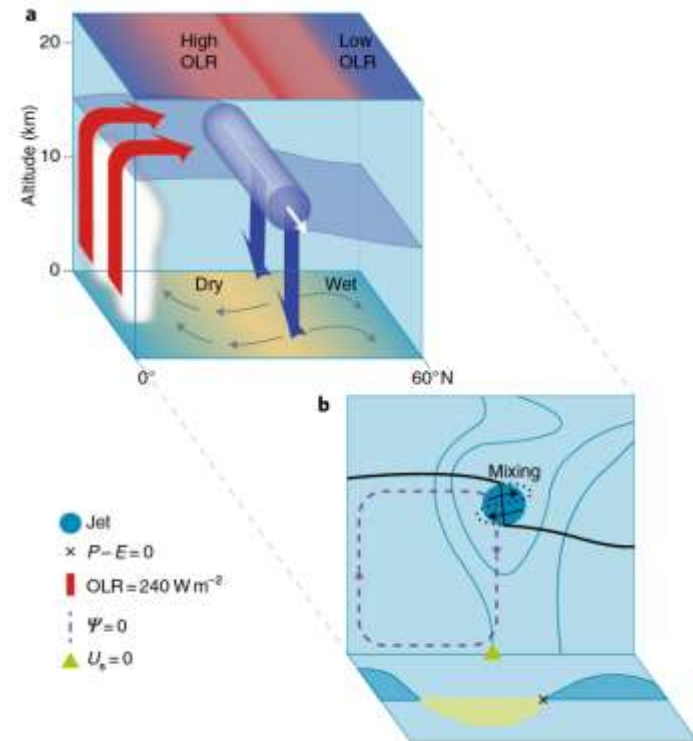 a
20
High
OLR
Low
OLR
Altitude (km)
10
0
Dry
Wet
0°
60°N
b
Mixing
Jet
× P – E = 0
OLR = 240 W m⁻²
Ψ = 0
Uₛ = 0